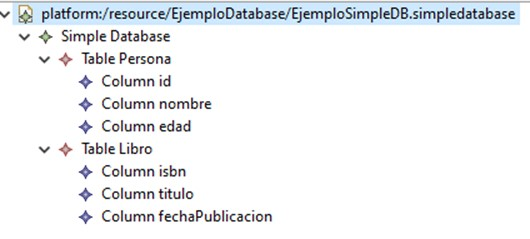 platform:/resource/EjemploDatabase/EjemploSimpleDB.simpledatabase
Simple Database
Table Persona
Column id
Column nombre
Column edad
Table Libro
Column isbn
Column titulo
Column fechaPublicacion